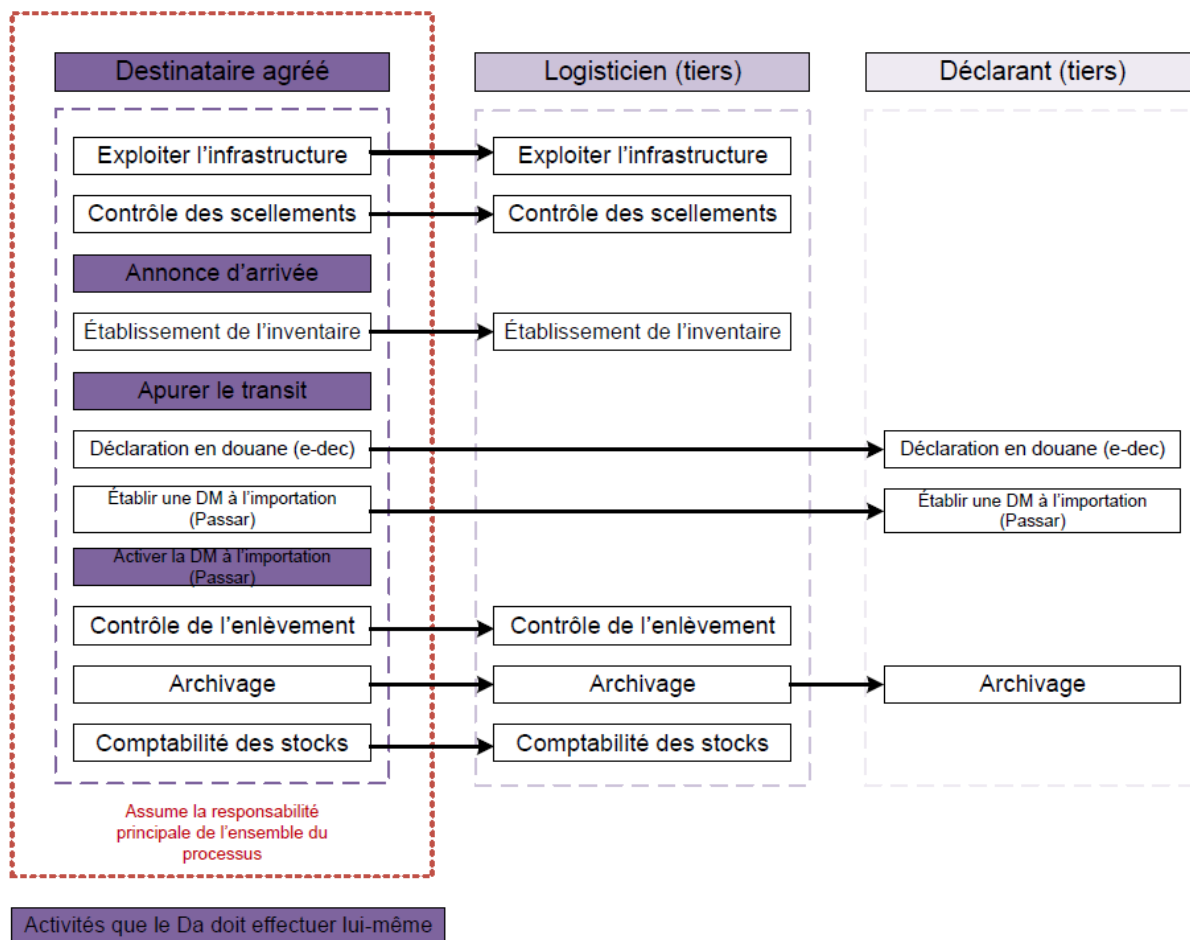 Destinataire agréé
Logisticien (tiers)
Déclarant (tiers)
Exploiter l'infrastructure
Exploiter l'infrastructure
Contrôle des scellements
Contrôle des scellements
Annonce d'arrivée
Établissement de l'inventaire
Établissement de l'inventaire
Apurer le transit
Déclaration en douane (e-dec)
Déclaration en douane (e-dec)
Établir une DM à l'importation
(Passar)
Établir une DM à l'importation
(Passar)
Activer la DM à l'importation
(Passar)
Contrôle de l'enlèvement
Contrôle de l'enlèvement
Archivage
Archivage
Archivage
Comptabilité des stocks
Comptabilité des stocks
Assume la responsabilité
principale de l'ensemble du
processus
Activités que le Da doit effectuer lui-même